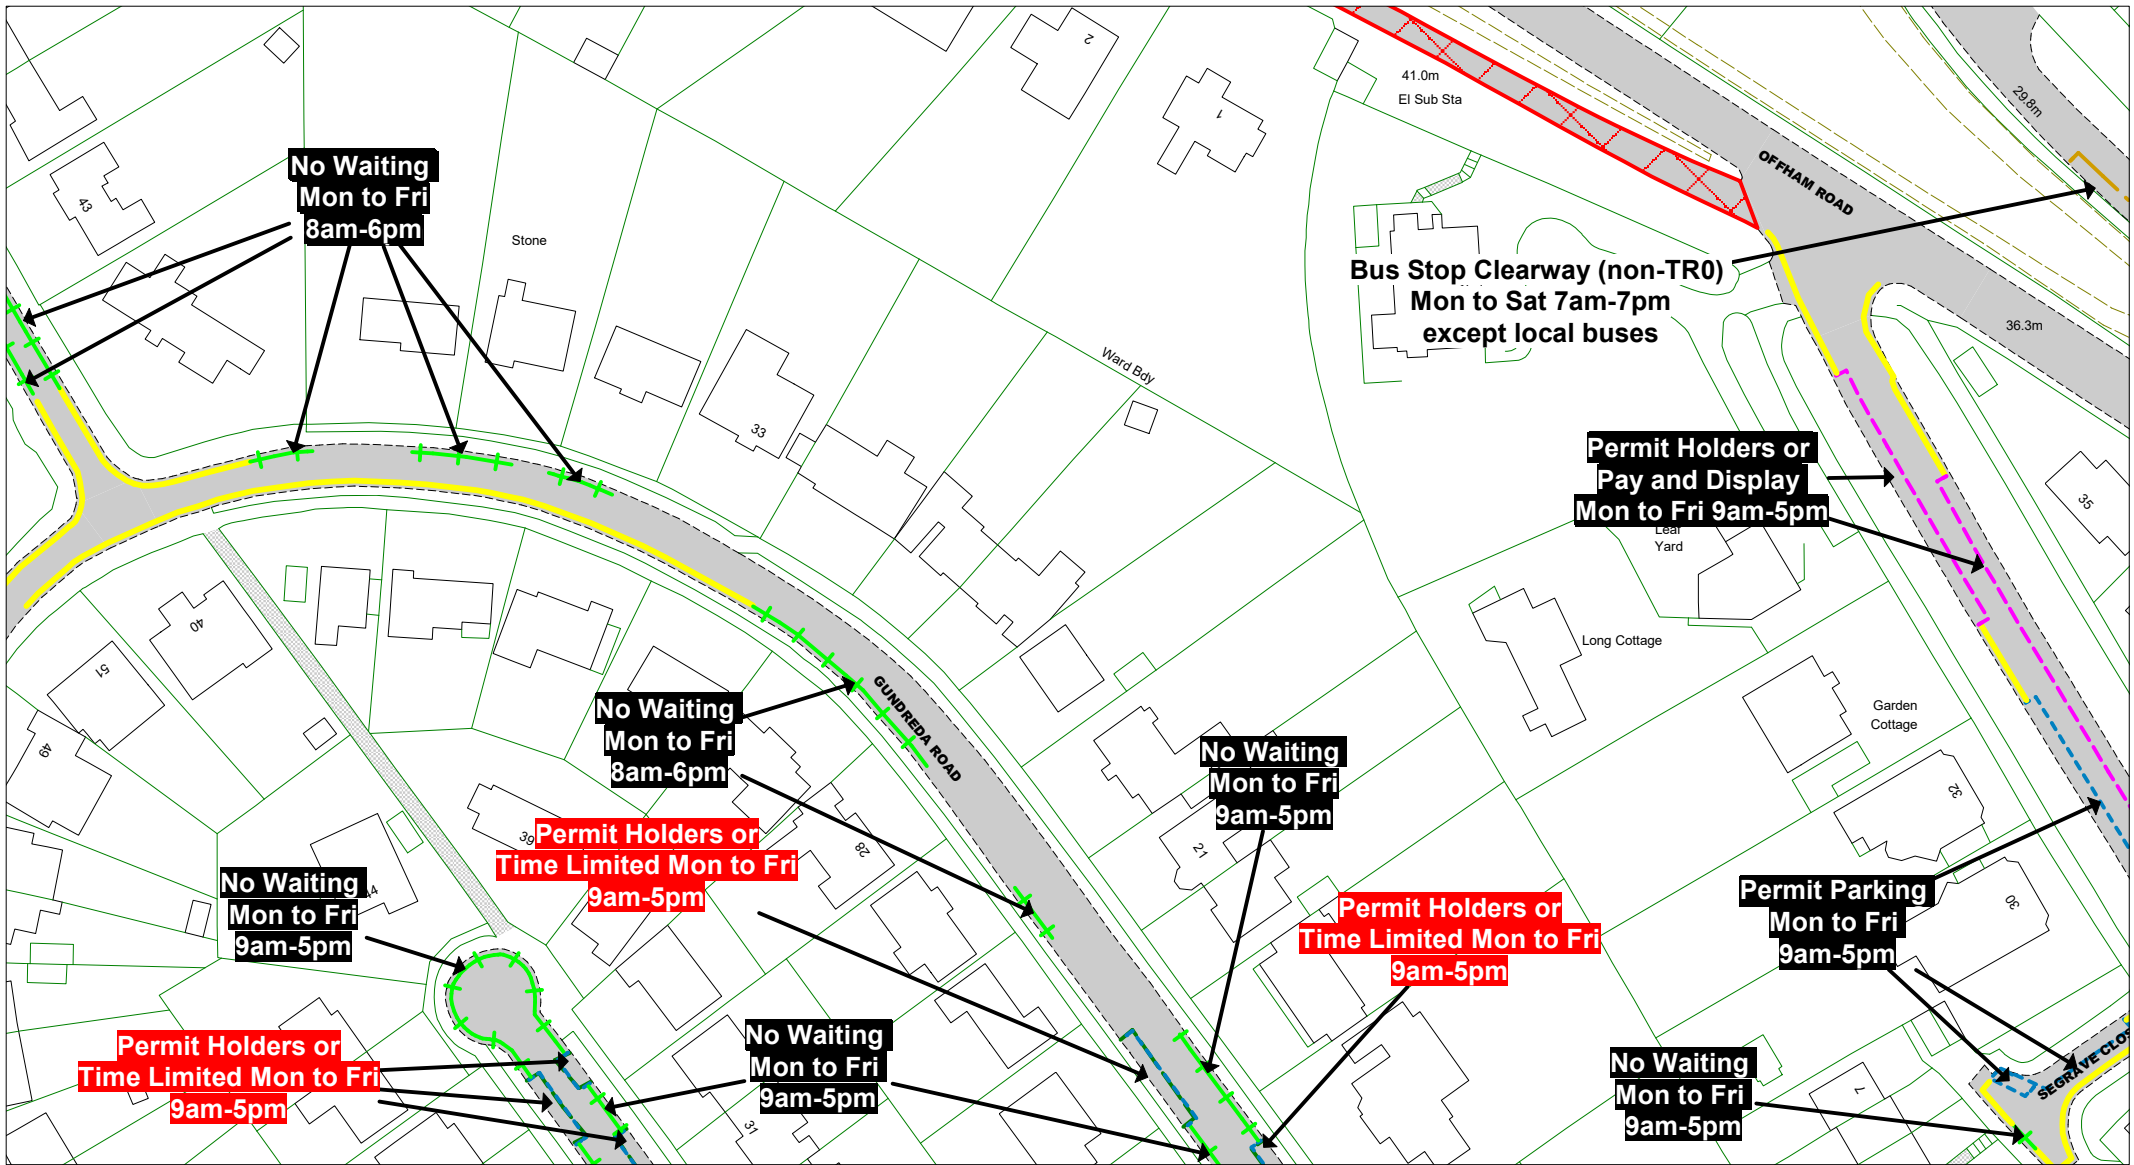 2
1
41.0m
El Sub Sta
29.8m
OFFHAM ROAD
No Waiting
Mon to Fri
8am-6pm
43
Stone
Bus Stop Clearway (non-TR0)
Mon to Sat 7am-7pm
except local buses
36.3m
Ward Bdy
33
Permit Holders or
Pay and Display
Mon to Fri 9am-5pm
Leaf
Yard
35
40
51
49
Long Cottage
Garden
Cottage
GUNDREDA ROAD
No Waiting
Mon to Fri
8am-6pm
No Waiting
Mon to Fri
9am-5pm
32
39
Permit Holders or
Time Limited Mon to Fri
9am-5pm
28
21
No Waiting
Mon to Fri
9am-5pm
44
Permit Holders or
Time Limited Mon to Fri
9am-5pm
Permit Parking
Mon to Fri
9am-5pm
30
Permit Holders or
Time Limited Mon to Fri
9am-5pm
No Waiting
Mon to Fri
9am-5pm
31
No Waiting
Mon to Fri
9am-5pm
7
SEGRAVE CLOS